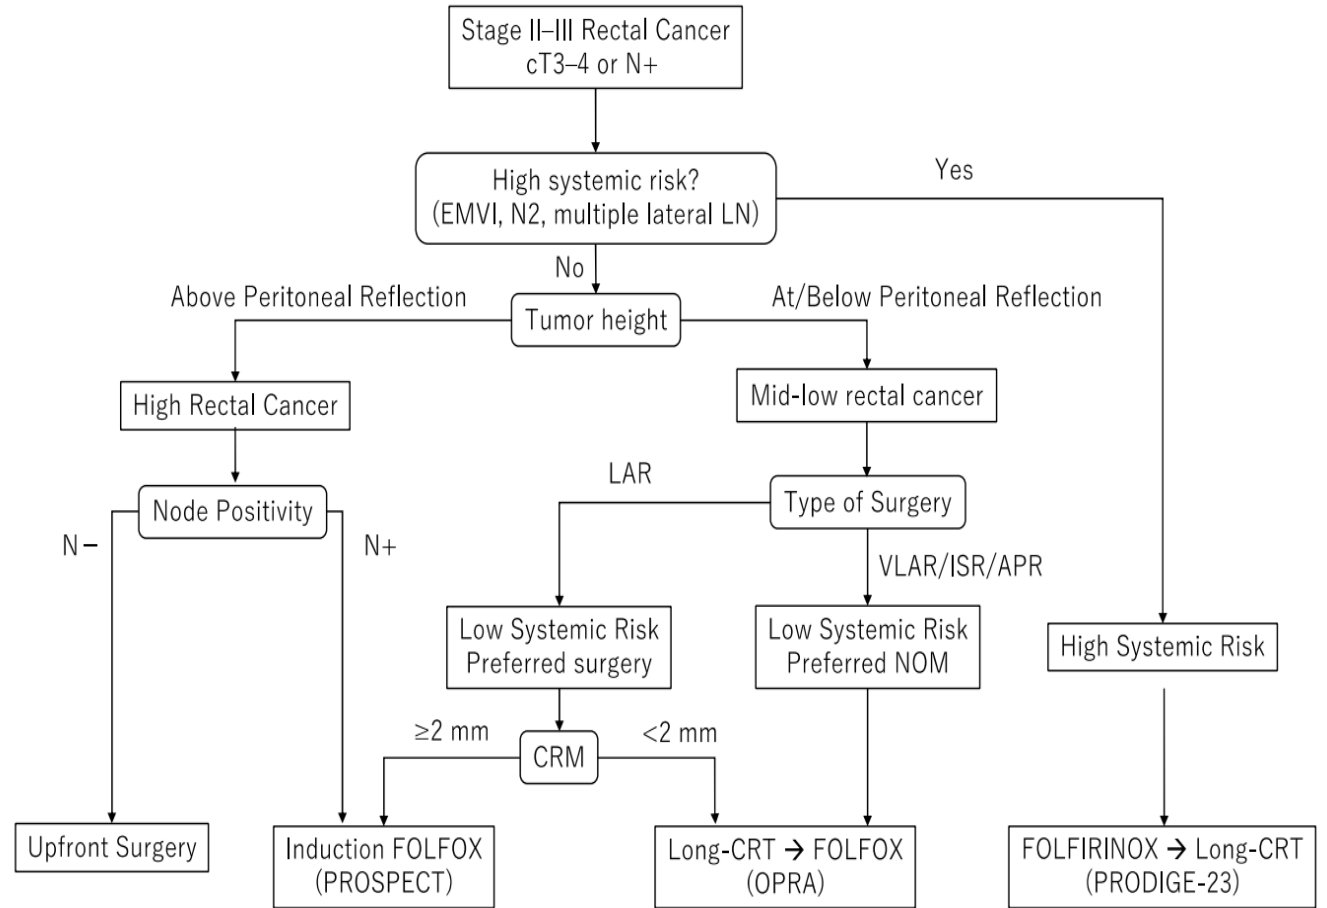 Stage II–III Rectal Cancer
cT3–4 or N+
Yes
High systemic risk?
(EMVI, N2, multiple lateral LN)
No
Above Peritoneal Reflection
At/Below Peritoneal Reflection
Tumor height
High Rectal Cancer
Mid-low rectal cancer
LAR
Node Positivity
Type of Surgery
N−
N+
VLAR/ISR/APR
Low Systemic Risk
Preferred surgery
Low Systemic Risk
Preferred NOM
High Systemic Risk
≥2 mm
<2 mm
CRM
Upfront Surgery
Induction FOLFOX
(PROSPECT)
Long-CRT → FOLFOX
(OPRA)
FOLFIRINOX → Long-CRT
(PRODIGE-23)